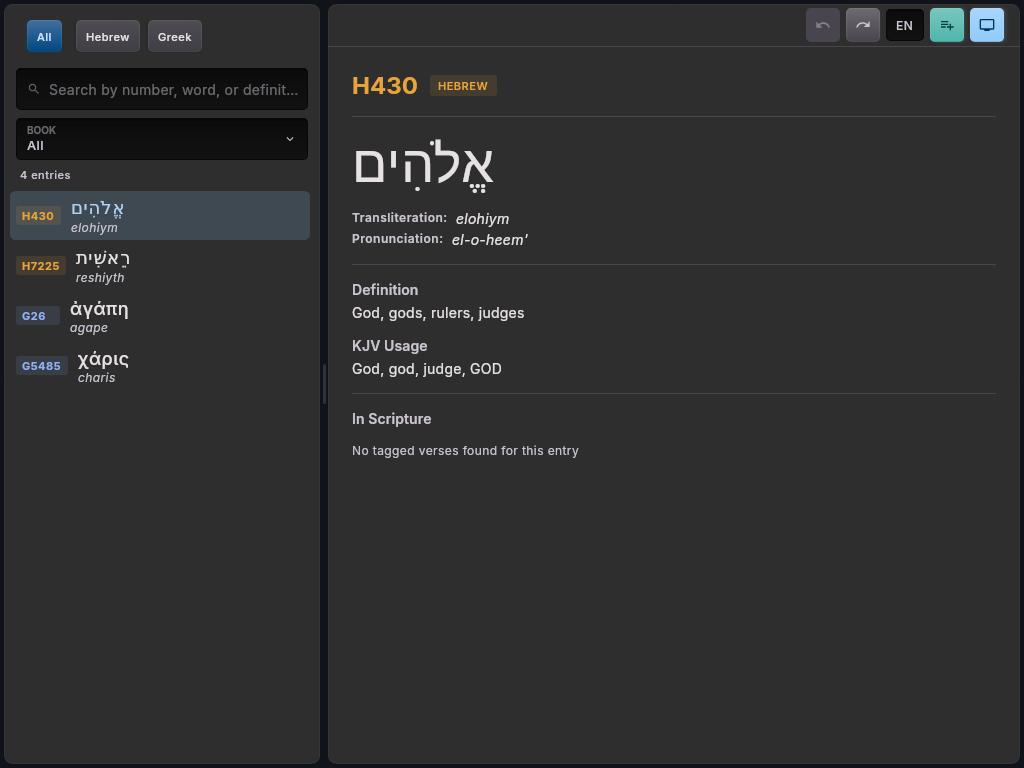 All Hebrew Greek
Search by number, word, or definit...
BOOK
All
4 entries
H430 אֱלֹהִים
elohiym
H7225 רֵאשִׁית
reshiyth
G26 ἀγάπη
agape
G5485 χάρις
charis
EN
H430 HEBREW
אֱלֹהִים
Transliteration: elohiym
Pronunciation: el-o-heem'
Definition
God, gods, rulers, judges
KJV Usage
God, god, judge, GOD
In Scripture
No tagged verses found for this entry